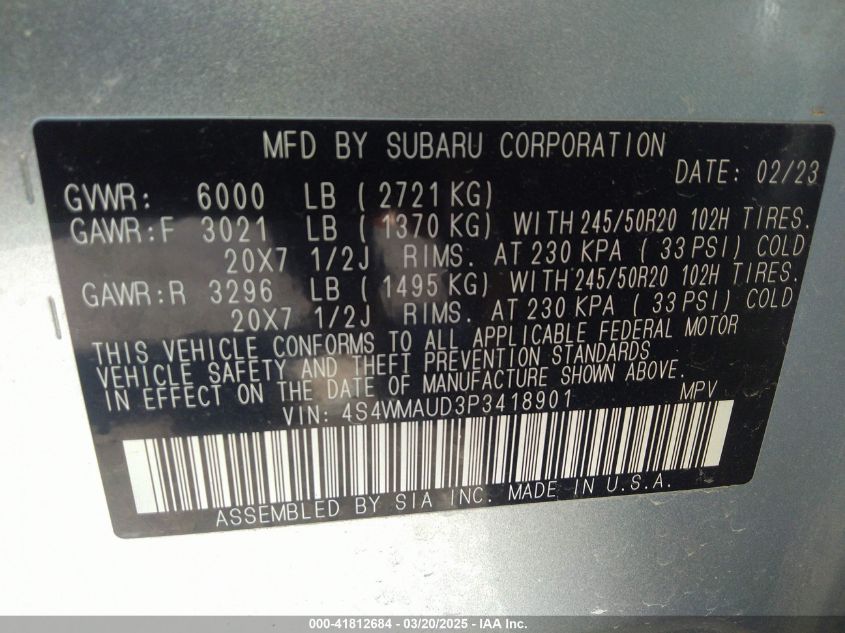 MFD BY SUBARU CORPORATION
DATE: 02/23
GVWR: 6000 LB ( 2721 KG)
GAWR:F 3021 LB ( 1370 KG) WITH 245/50R20 102H TIRES.
20X7 1/2J RIMS. AT 230 KPA ( 33 PSI) COLD
GAWR:R 3296 LB ( 1495 KG) WITH 245/50R20 102H TIRES.
20X7 1/2J RIMS. AT 230 KPA ( 33 PSI) COLD
THIS VEHICLE CONFORMS TO ALL APPLICABLE FEDERAL MOTOR
VEHICLE SAFETY AND THEFT PREVENTION STANDARDS
IN EFFECT ON THE DATE OF MANUFACTURE SHOWN ABOVE.
VIN: 4S4WMAUD3P3418901 MPV
ASSEMBLED BY SIA INC. MADE IN U.S.A.
000-41812684 - 03/20/2025 - IAA Inc.